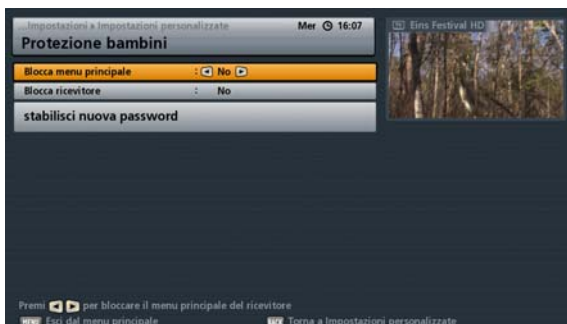 ...Impostazioni » Impostazioni personalizzate Mer 16:07
Protezione bambini
TV Eins Festival HD
Blocca menu principale : No
Blocca ricevitore : No
stabilisci nuova password
Premi per bloccare il menu principale del ricevitore
MENU Esci dal menu principale BACK Torna a Impostazioni personalizzate